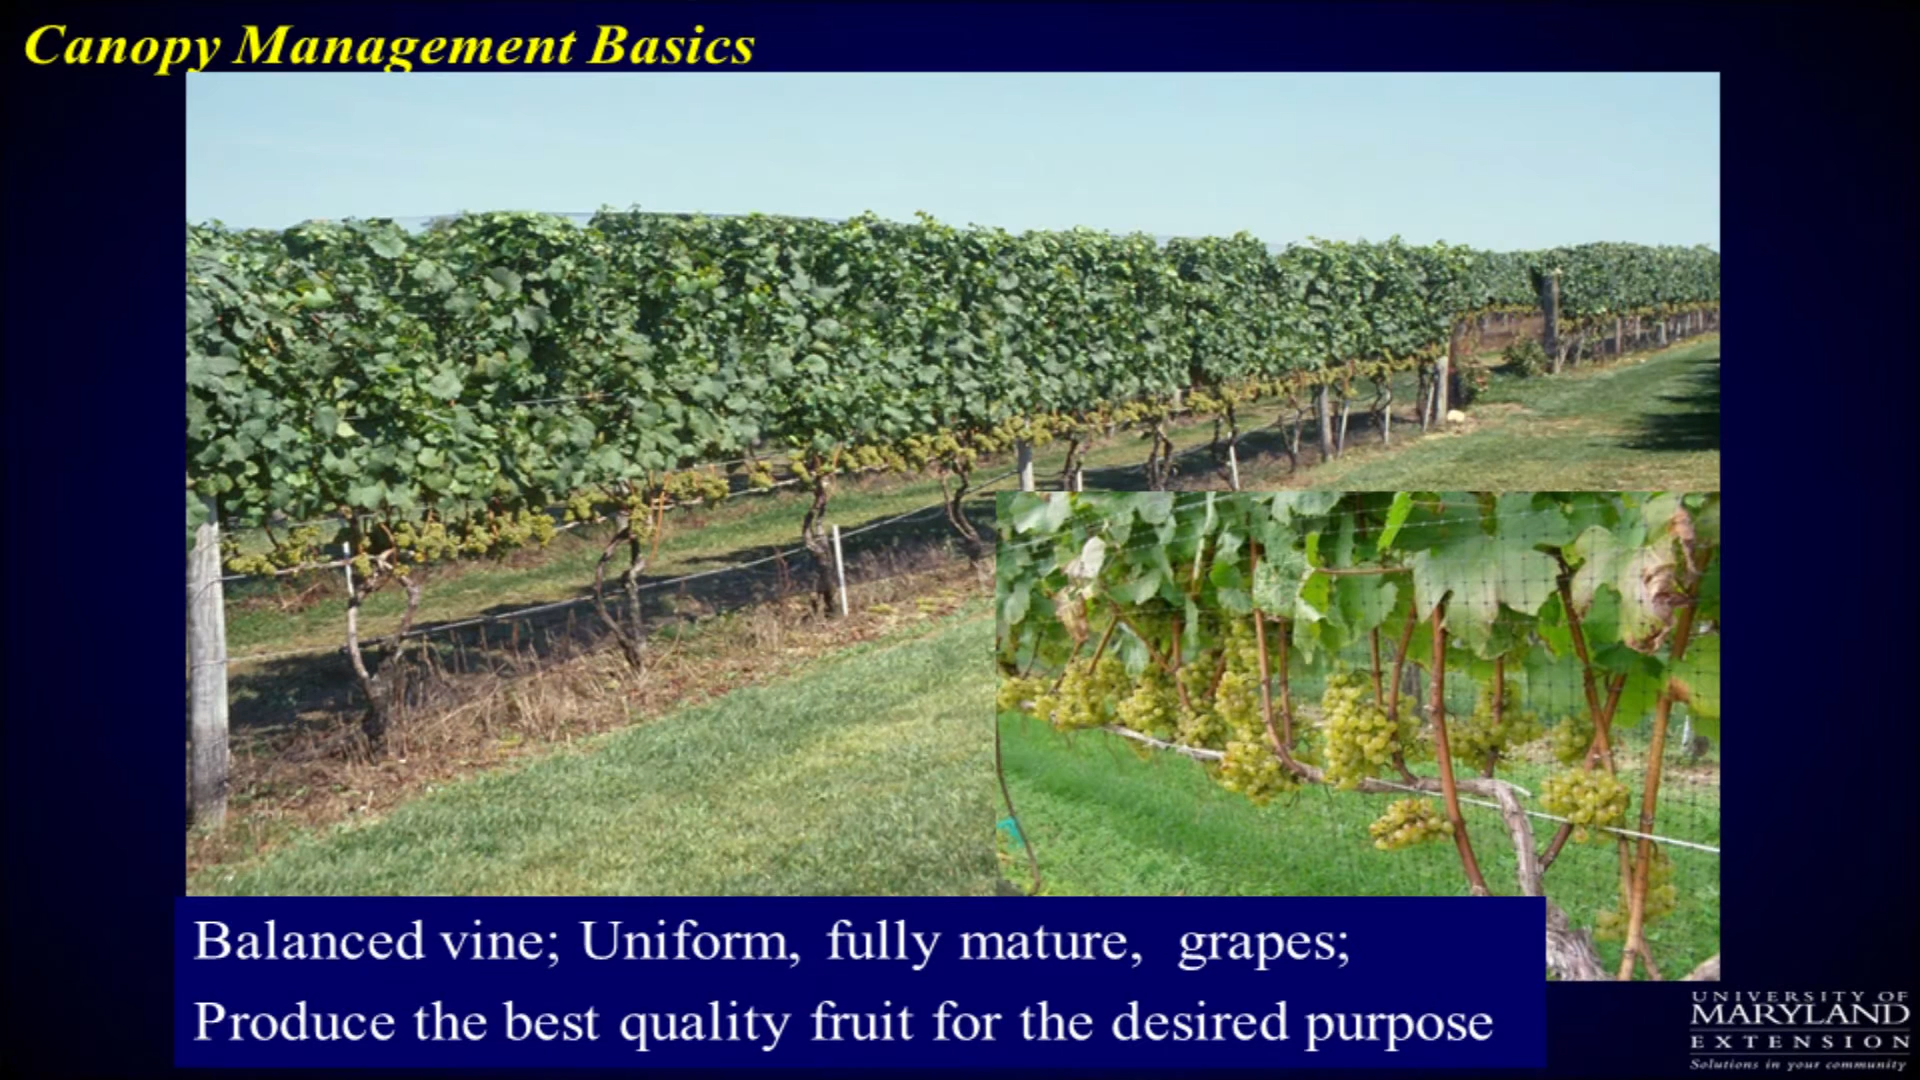 Canopy Management Basics
Balanced vine; Uniform, fully mature, grapes;
Produce the best quality fruit for the desired purpose
UNIVERSITY OF
MARYLAND
EXTENSION
Solutions in your community